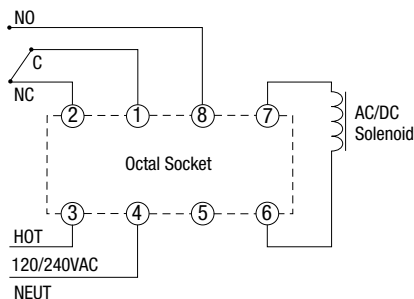 NO
C
NC
2 1 8 7
AC/DC
Solenoid
Octal Socket
3 4 5 6
HOT
120/240VAC
NEUT